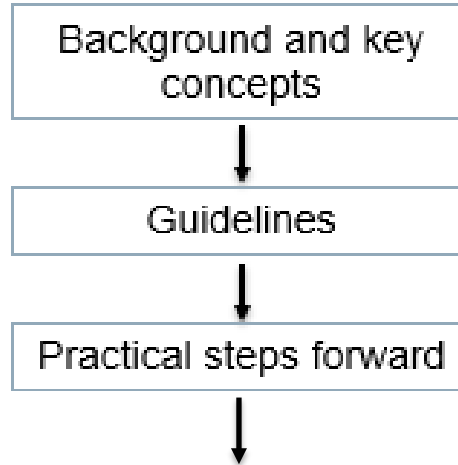 Background and key
concepts
Guidelines
Practical steps forward